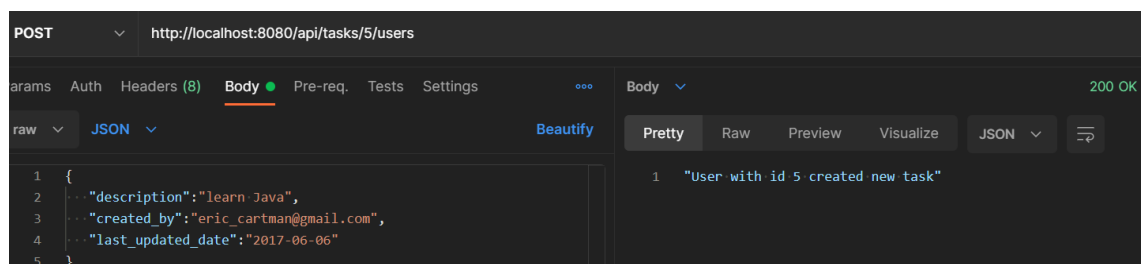 POST http://localhost:8080/api/tasks/5/users
arams Auth Headers (8) Body Pre-req. Tests Settings ooo
raw JSON Beautify
1 {
2 "description":"learn Java",
3 "created_by":"eric_cartman@gmail.com",
4 "last_updated_date":"2017-06-06"
5 }
Body 200 OK
Pretty Raw Preview Visualize JSON
1 "User with id 5 created new task"